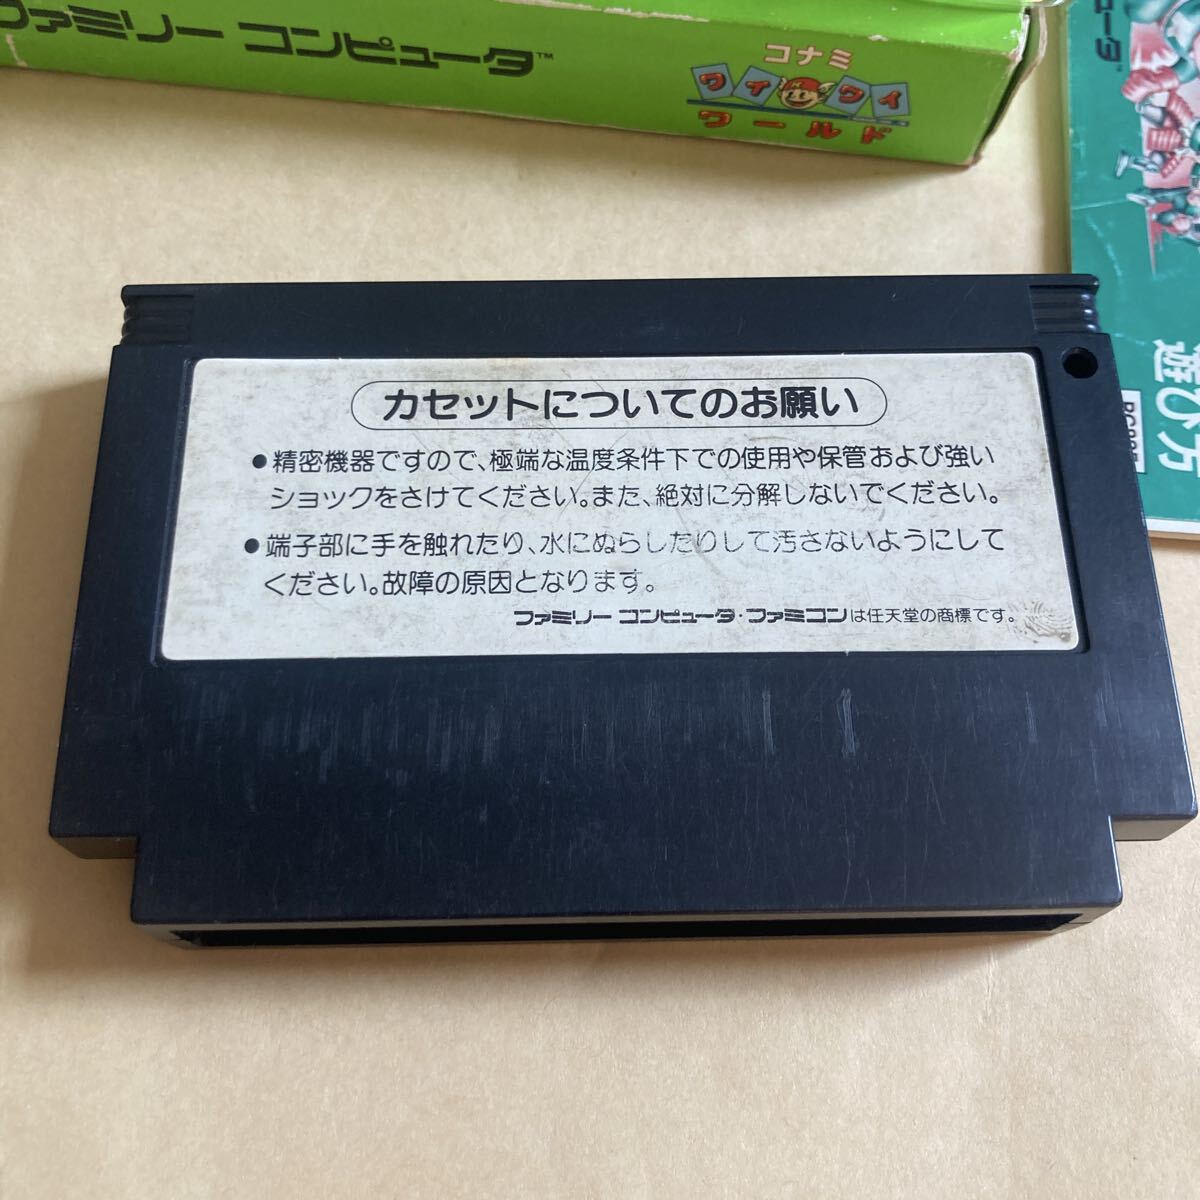 ファミリー コンピュータ™
コナミ
ワイワイ
ワールド
ュータ™
遊び方
カセットについてのお願い
●精密機器ですので、極端な温度条件下での使用や保管および強い
ショックをさけてください。また、絶対に分解しないでください。
●端子部に手を触れたり、水にぬらしたりして汚さないようにして
ください。故障の原因となります。
ファミリー コンピュータ・ファミコンは任天堂の商標です。